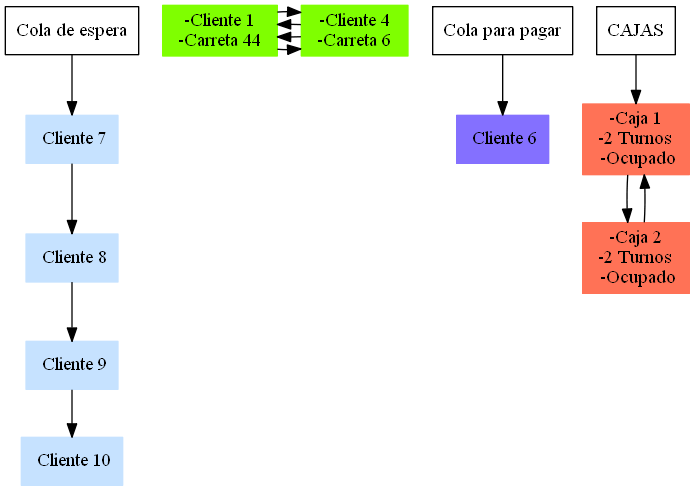 Cola de espera
-Cliente 1
-Carreta 44
-Cliente 4
-Carreta 6
Cola para pagar
CAJAS
Cliente 7
Cliente 6
-Caja 1
-2 Turnos
-Ocupado
Cliente 8
-Caja 2
-2 Turnos
-Ocupado
Cliente 9
Cliente 10